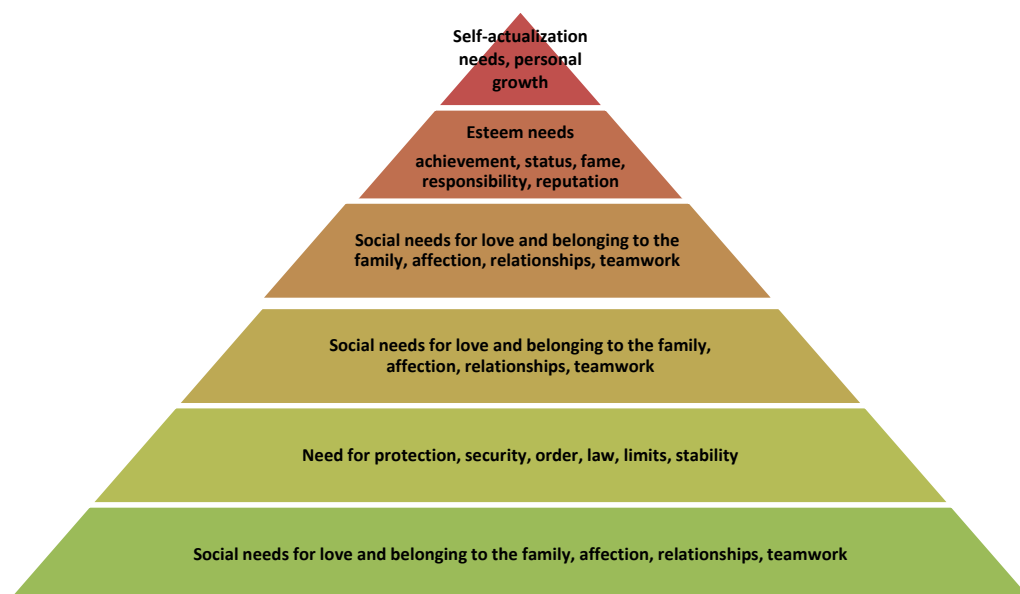 Self-actualization
needs, personal
growth
Esteem needs
achievement, status, fame,
responsibility, reputation
Social needs for love and belonging to the
family, affection, relationships, teamwork
Social needs for love and belonging to the family,
affection, relationships, teamwork
Need for protection, security, order, law, limits, stability
Social needs for love and belonging to the family, affection, relationships, teamwork